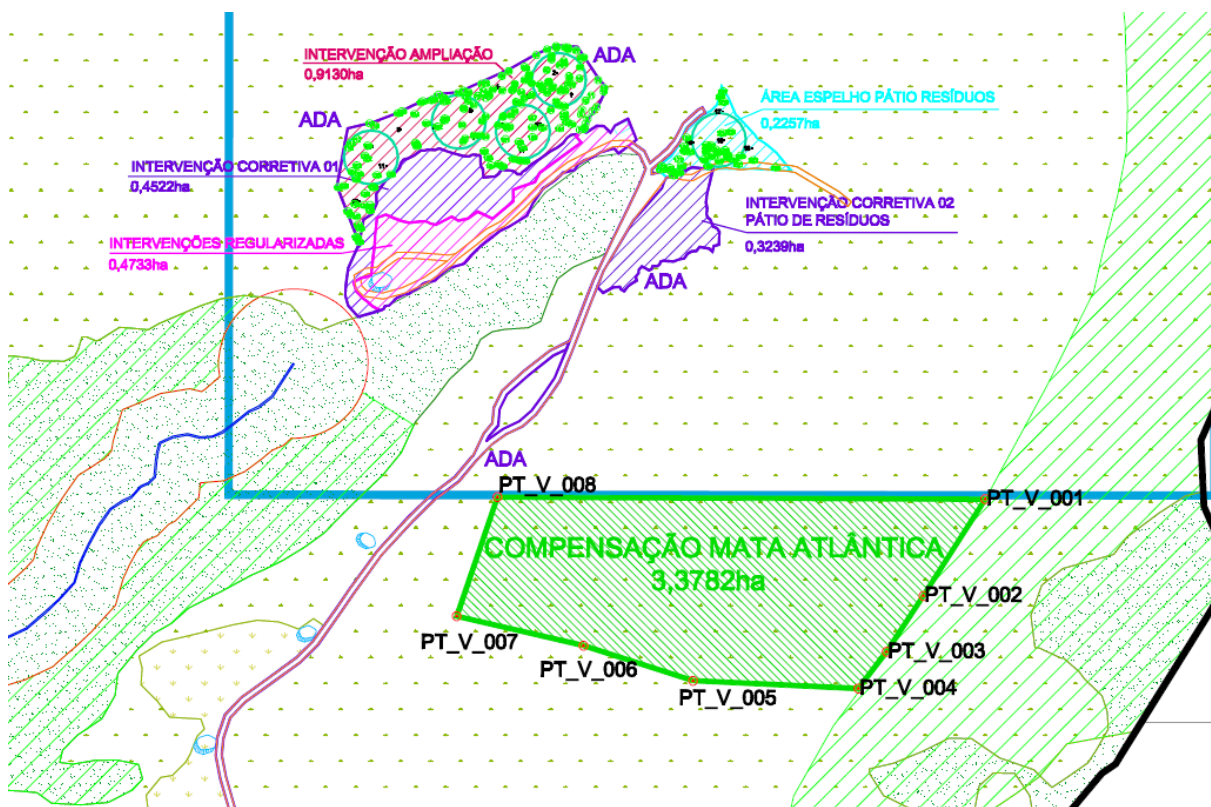 INTERVENÇÃO AMPLIAÇÃO
0,9130ha
ADA
ADA
ÁREA ESPELHO PÁTIO RESÍDUOS
0,2257ha
INTERVENÇÃO CORRETIVA 01
0,4522ha
INTERVENÇÃO CORRETIVA 02
PÁTIO DE RESÍDUOS
0,3239ha
INTERVENÇÕES REGULARIZADAS
0,4733ha
ADA
ADA
PT_V_008
PT_V_001
COMPENSAÇÃO MATA ATLÂNTICA
3,3782ha
PT_V_002
PT_V_007
PT_V_003
PT_V_006
PT_V_004
PT_V_005